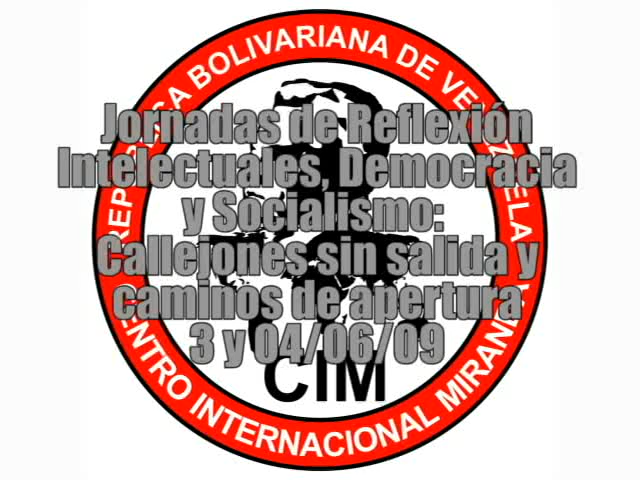 REPÚBLICA BOLIVARIANA DE VENEZUELA
Jornadas de Reflexión
Intelectuales, Democracia
y Socialismo:
Callejones sin salida y
caminos de apertura
3 y 04/06/09
CIM
CENTRO INTERNACIONAL MIRANDA